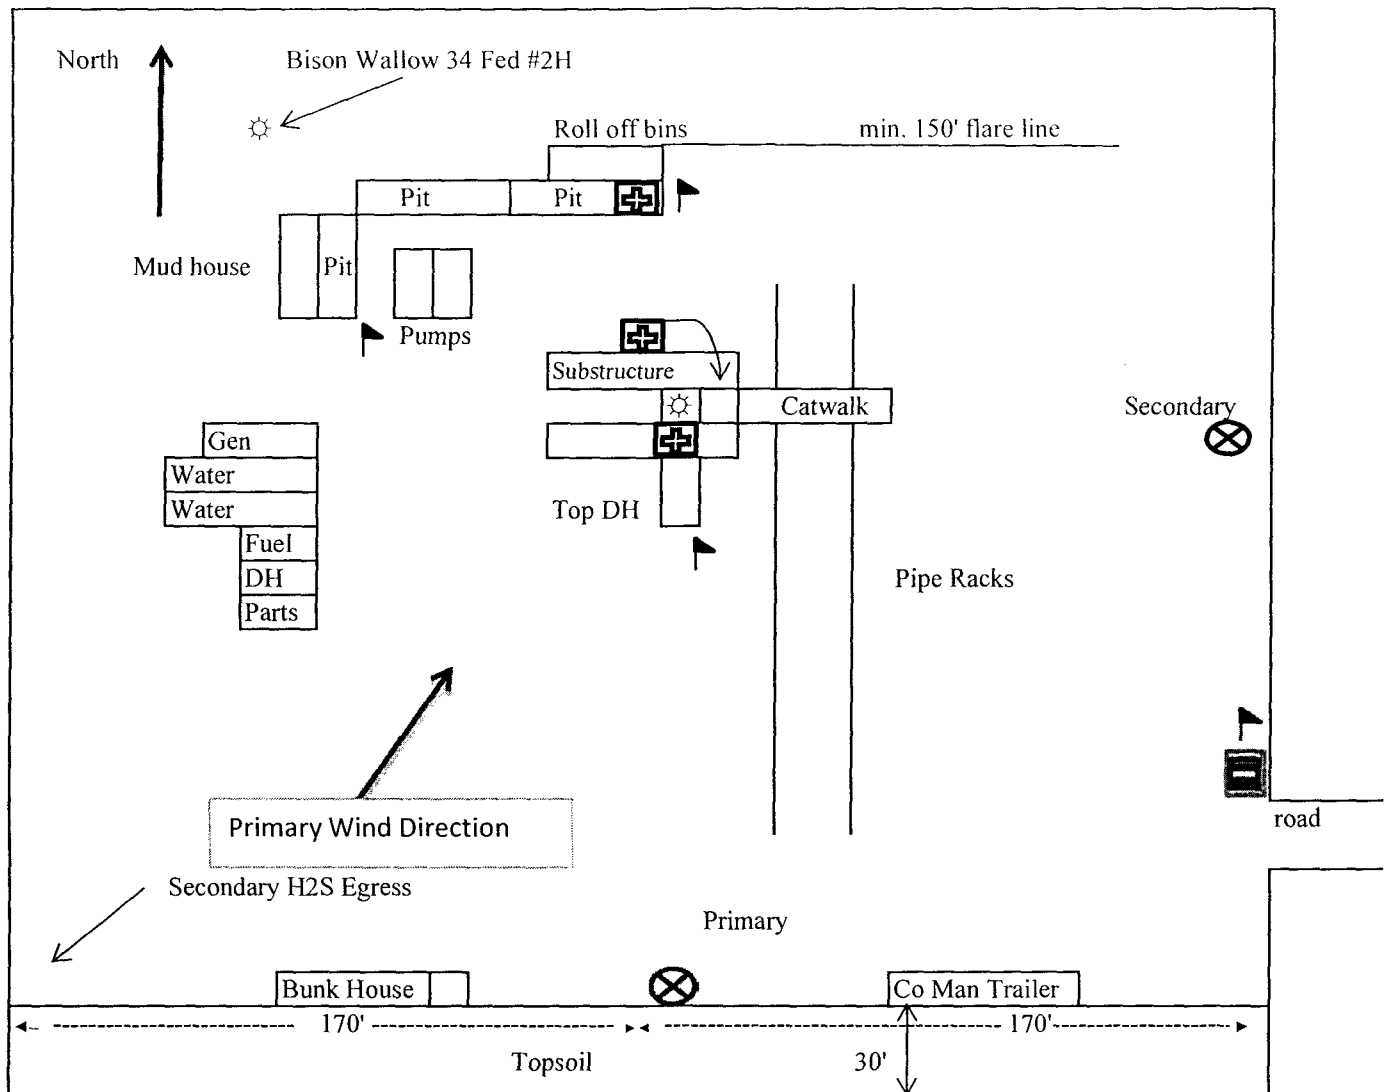 North
Bison Wallow 34 Fed #2H
Roll off bins
min. 150' flare line
Pit
Pit
Mud house
Pit
Pumps
Substructure
Catwalk
Secondary
Gen
Water
Water
Top DH
Fuel
DH
Pipe Racks
Parts
Primary Wind Direction
road
Secondary H2S Egress
Primary
Bunk House
Co Man Trailer
170'
170'
Topsoil
30'